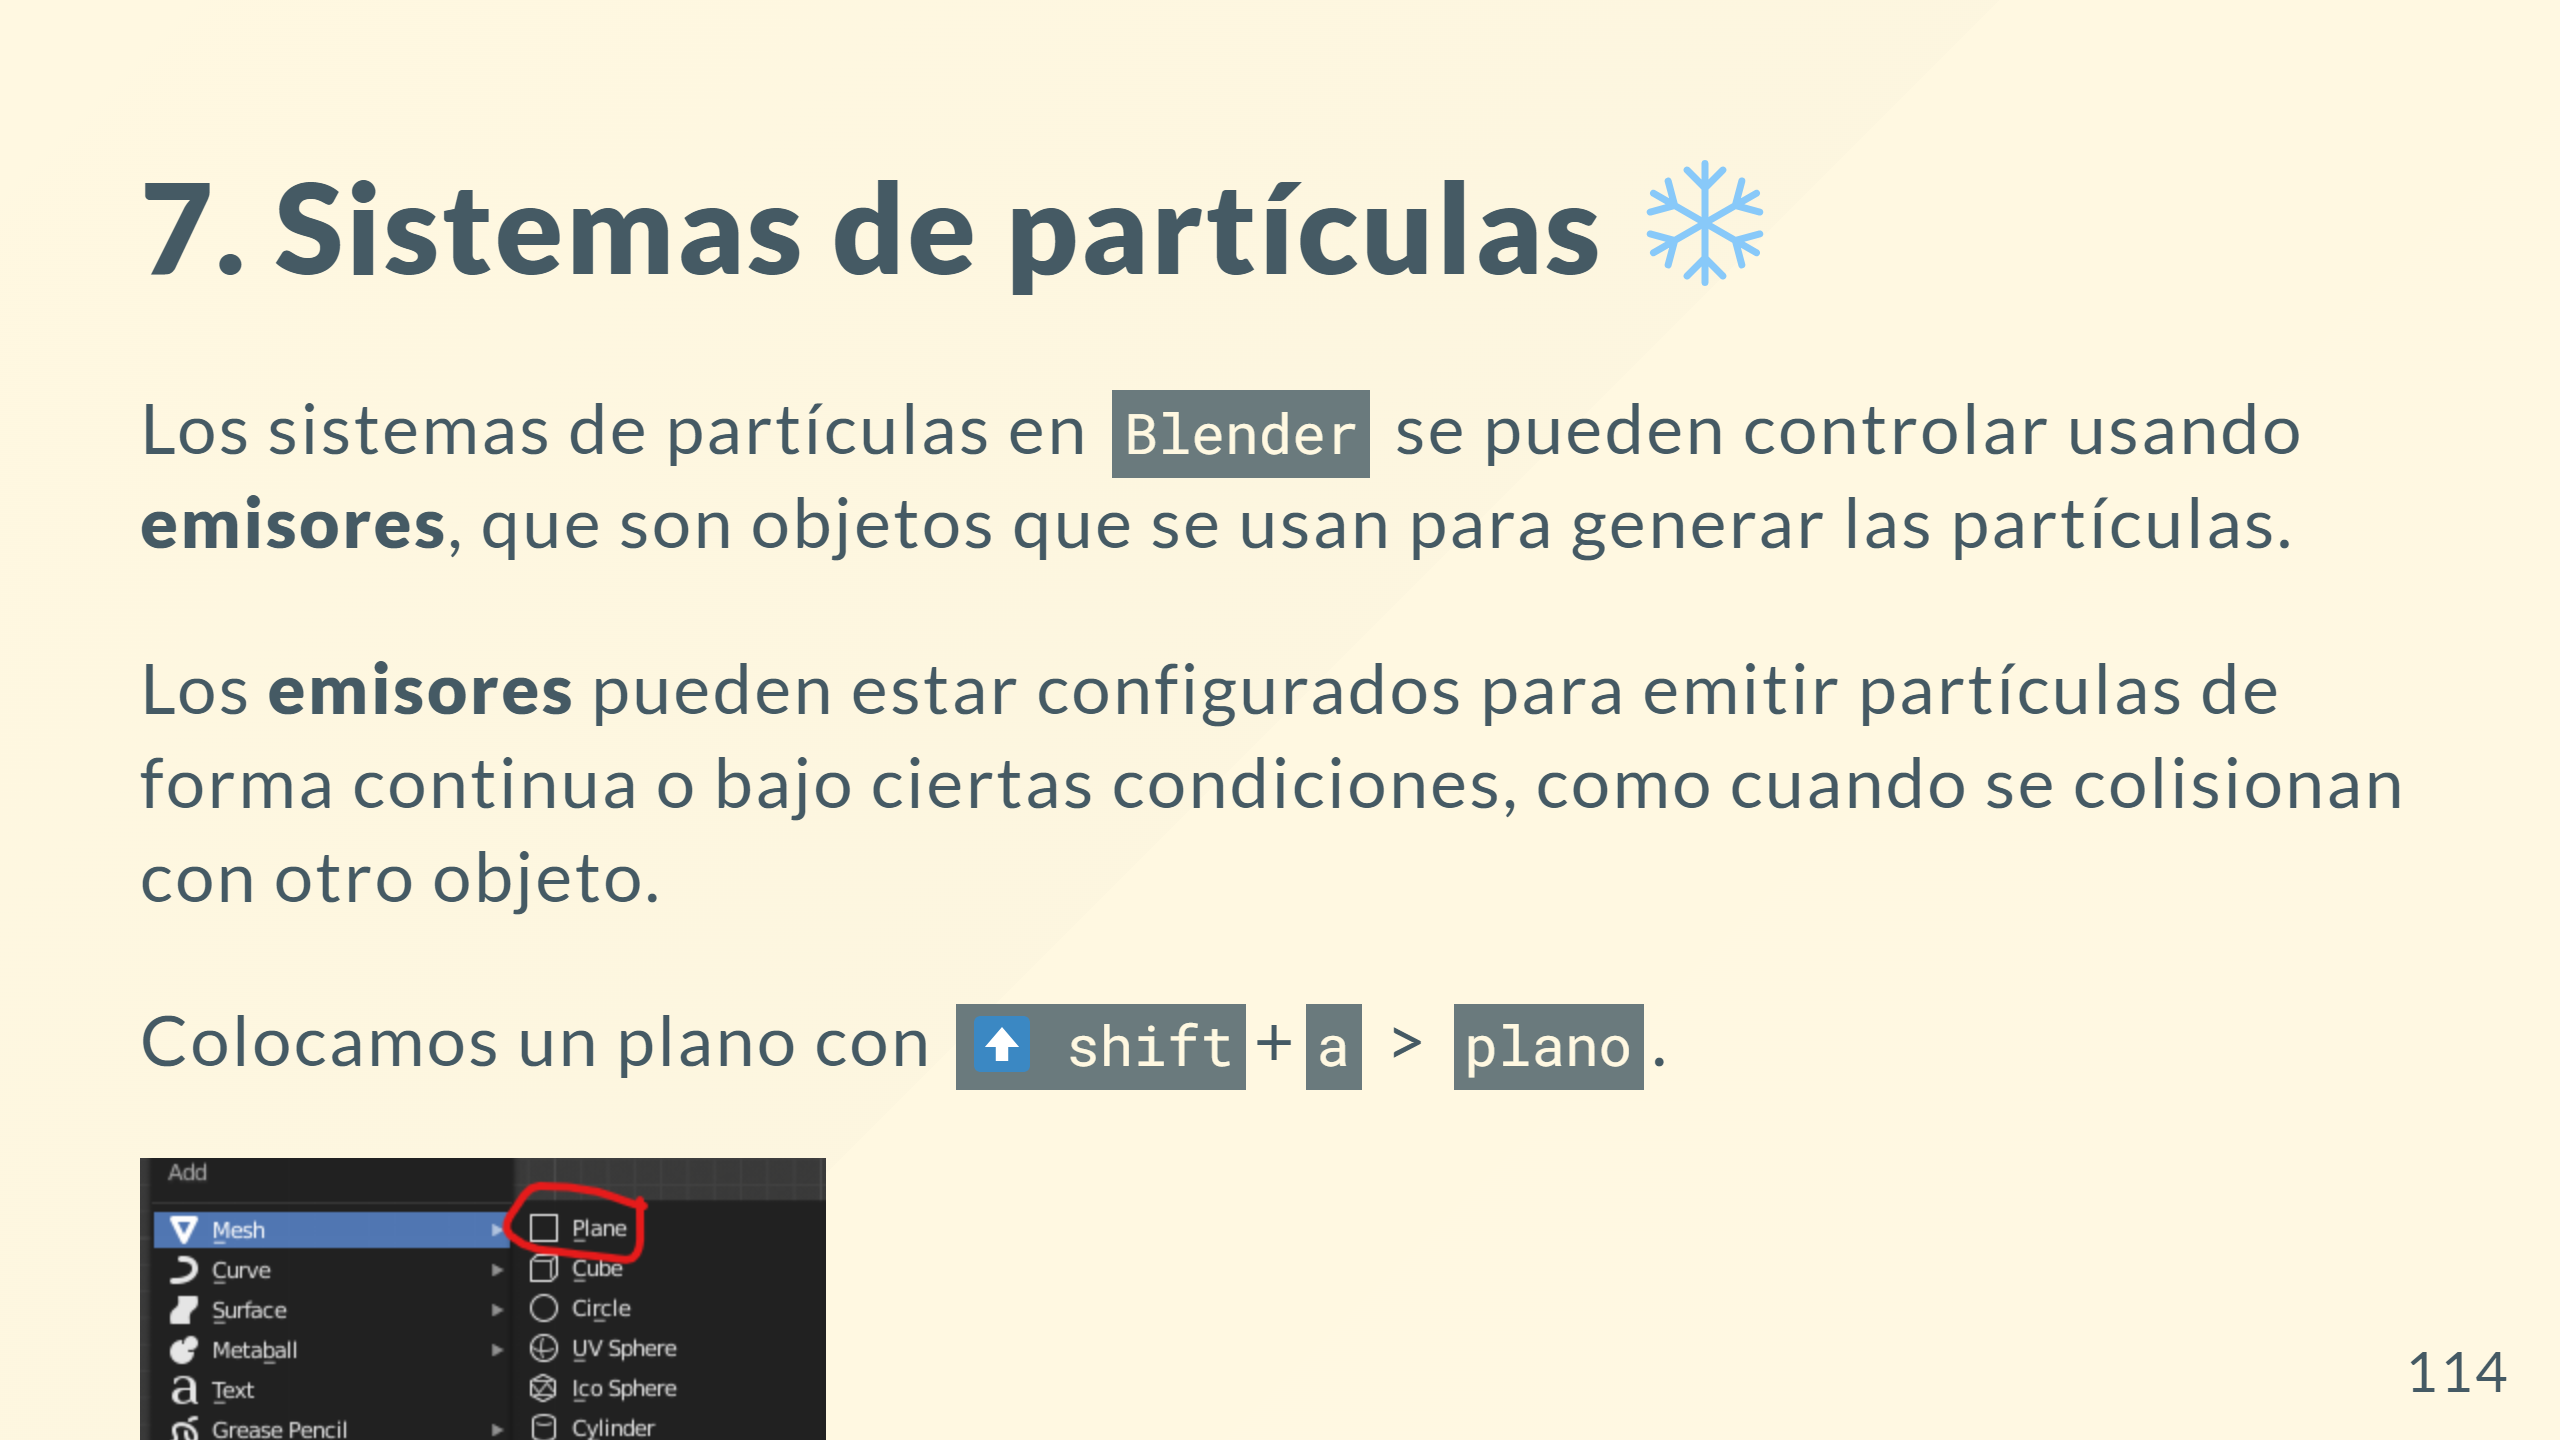 7. Sistemas de partículas ❄
Los sistemas de partículas en Blender se pueden controlar usando
emisores, que son objetos que se usan para generar las partículas.
Los emisores pueden estar configurados para emitir partículas de
forma continua o bajo ciertas condiciones, como cuando se colisionan
con otro objeto.
Colocamos un plano con ⬆ shift+a > plano.
Add
Mesh
Curve
Surface
Metaball
Text
Grease Pencil
Plane
Cube
Circle
UV Sphere
Ico Sphere
Cylinder
114